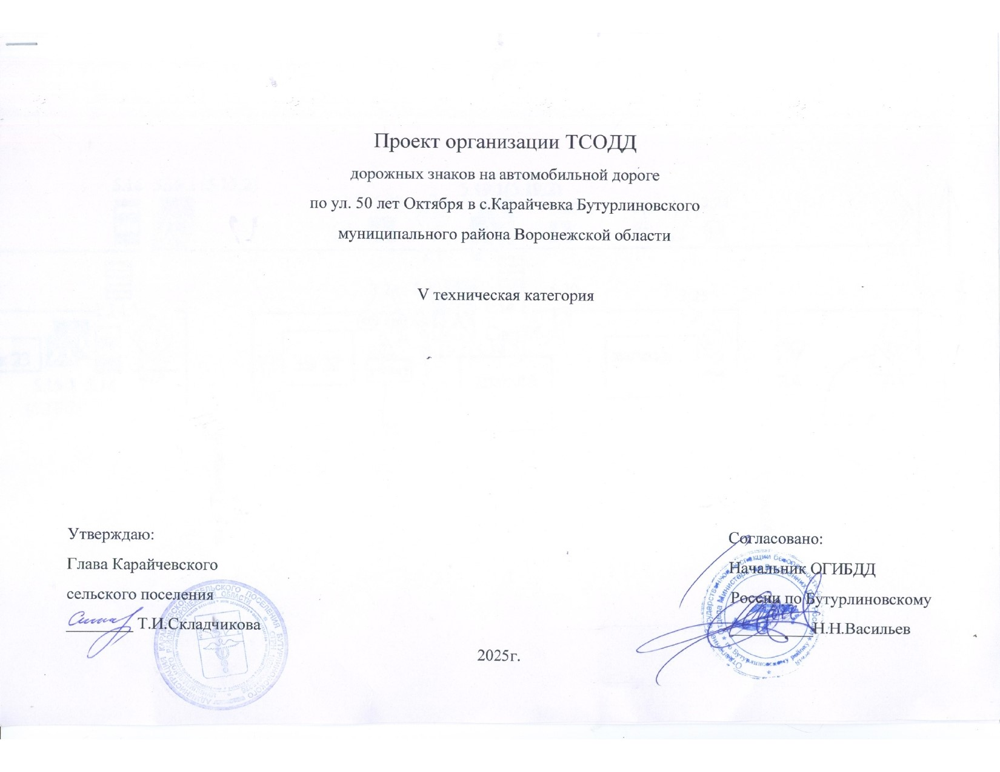 Проект организации ТСОДД
дорожных знаков на автомобильной дороге
по ул. 50 лет Октября в с.Карайчевка Бутурлиновского
муниципального района Воронежской области
V техническая категория
Утверждаю:
Глава Карайчевского
сельского поселения
Т.И.Складчикова
Согласовано:
Начальник ОГИБДД
России по Бутурлиновскому
Н.Н.Васильев
2025г.